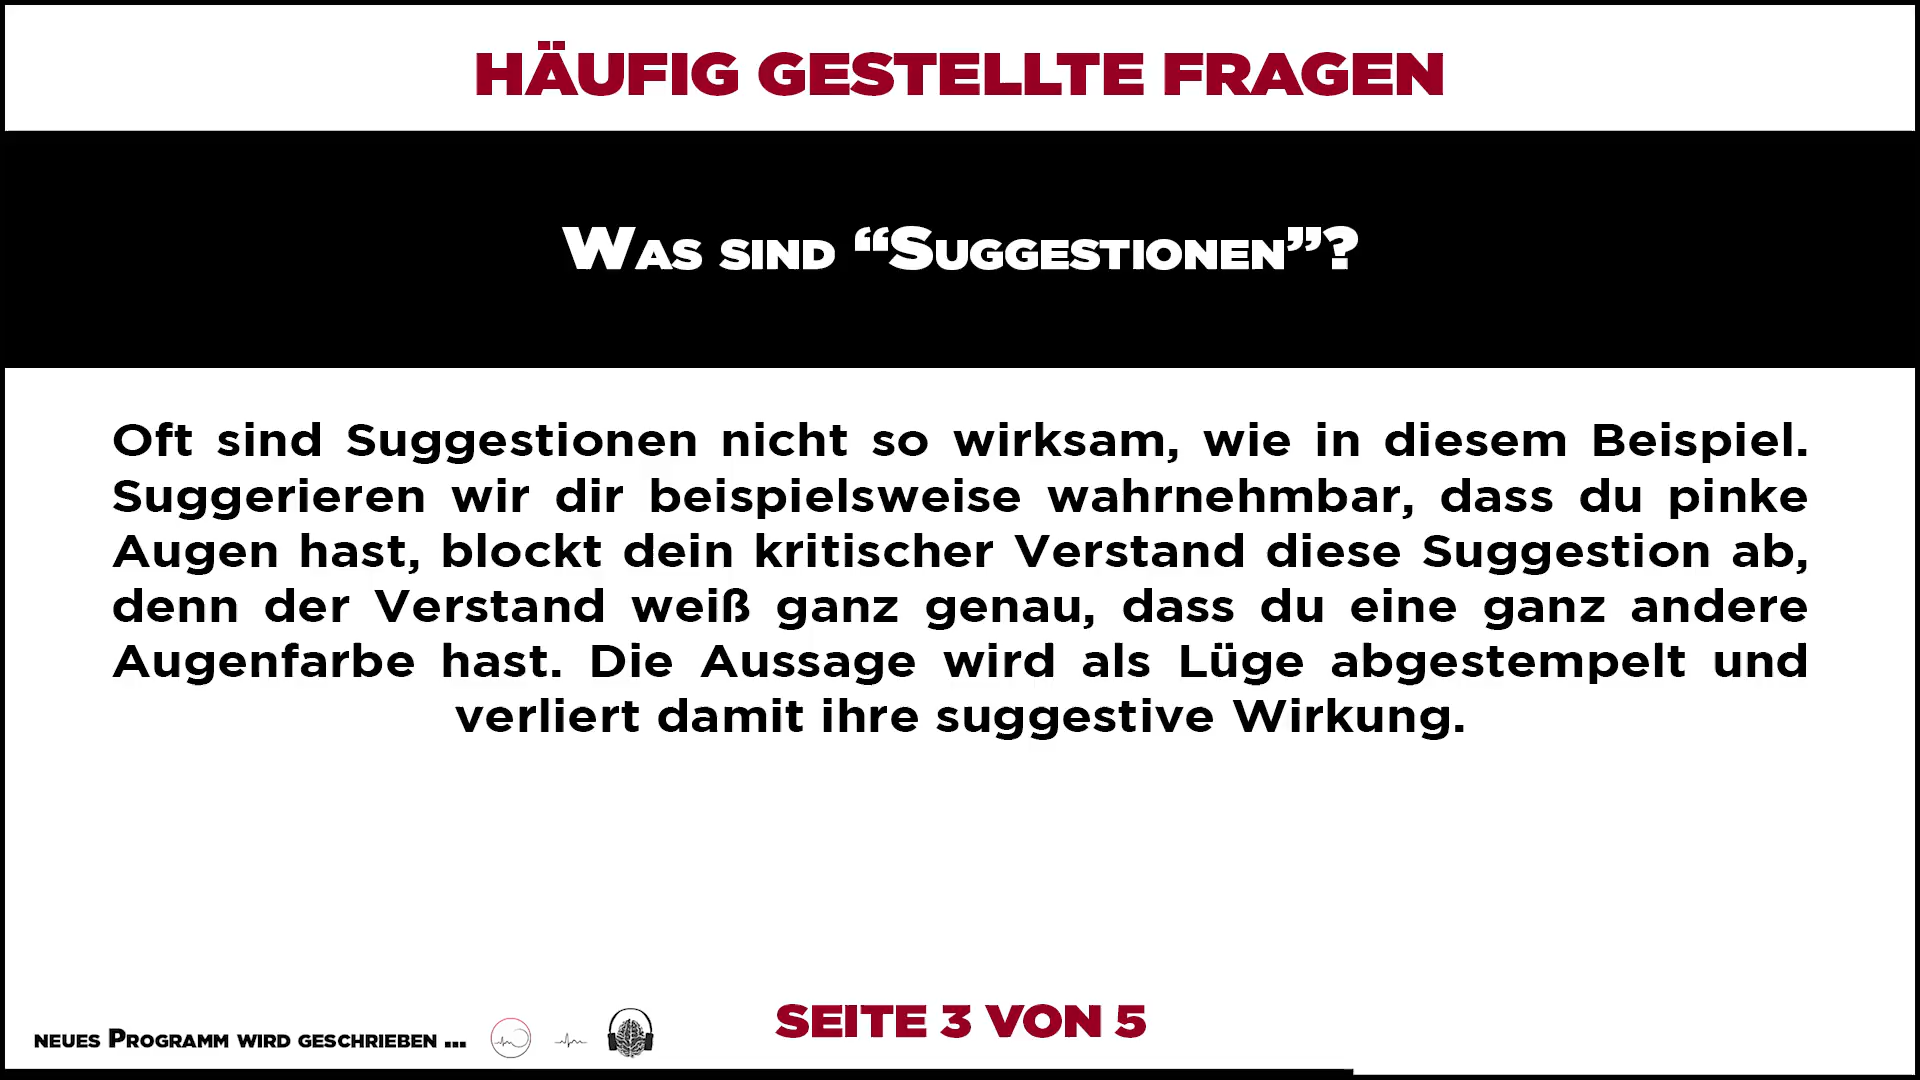 HÄUFIG GESTELLTE FRAGEN
Was sind “Suggestionen”?
Oft sind Suggestionen nicht so wirksam, wie in diesem Beispiel.
Suggerieren wir dir beispielsweise wahrnehmbar, dass du pinke
Augen hast, blockt dein kritischer Verstand diese Suggestion ab,
denn der Verstand weiß ganz genau, dass du eine ganz andere
Augenfarbe hast. Die Aussage wird als Lüge abgestempelt und
verliert damit ihre suggestive Wirkung.
neues Programm wird geschrieben ...
SEITE 3 VON 5